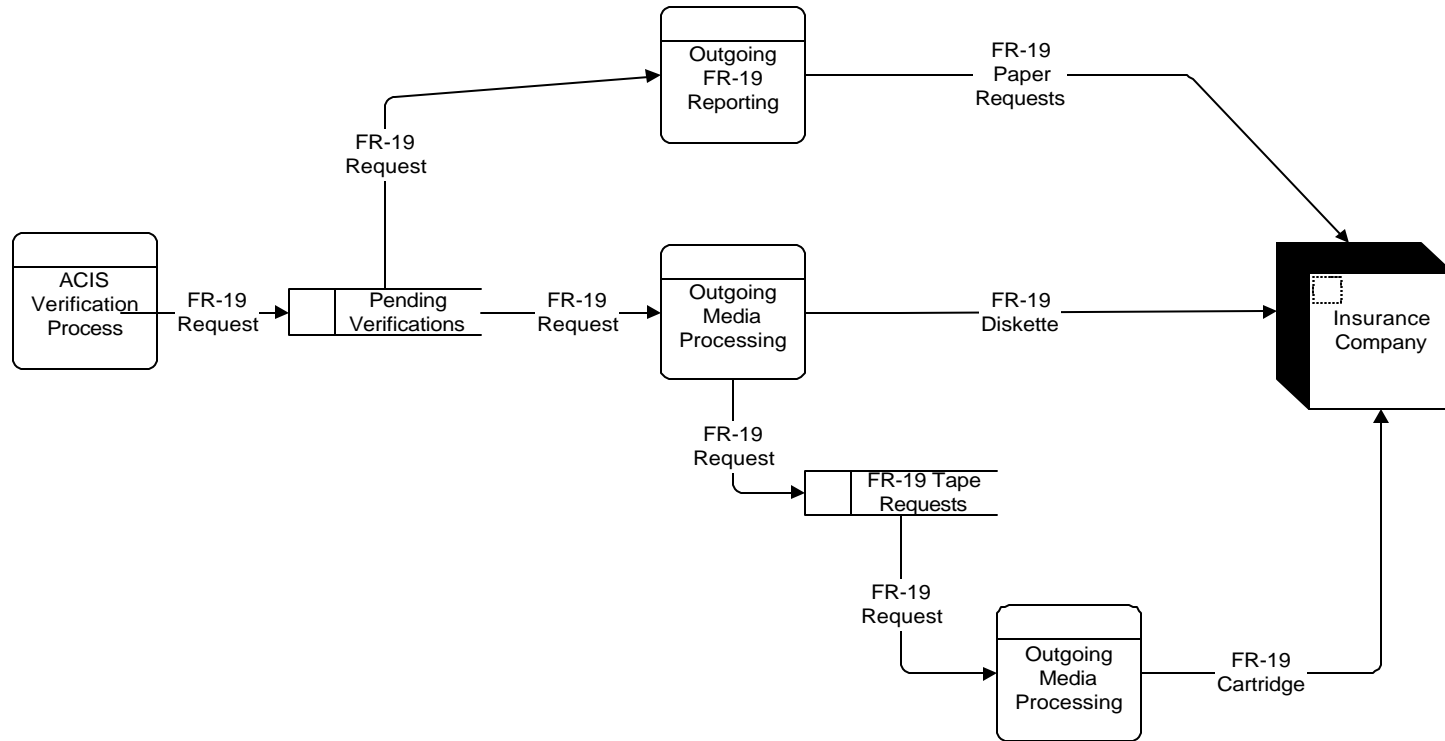 Outgoing
FR-19
Reporting
FR-19
Paper
Requests
FR-19
Request
ACIS
Verification
Process
FR-19
Request
Pending
Verifications
FR-19
Request
Outgoing
Media
Processing
FR-19
Diskette
Insurance
Company
FR-19
Request
FR-19 Tape
Requests
FR-19
Request
Outgoing
Media
Processing
FR-19
Cartridge